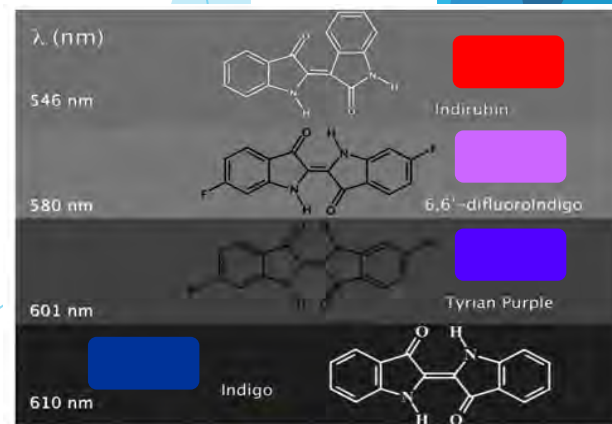 λ (nm)
O
N
H
N
H
O
546 nm
Indirubin
O
H
N
F
F
N
H
O
580 nm
6,6'-difluoroIndigo
H
601 nm
Tyrian Purple
O
H
N
N
H
O
Indigo
610 nm